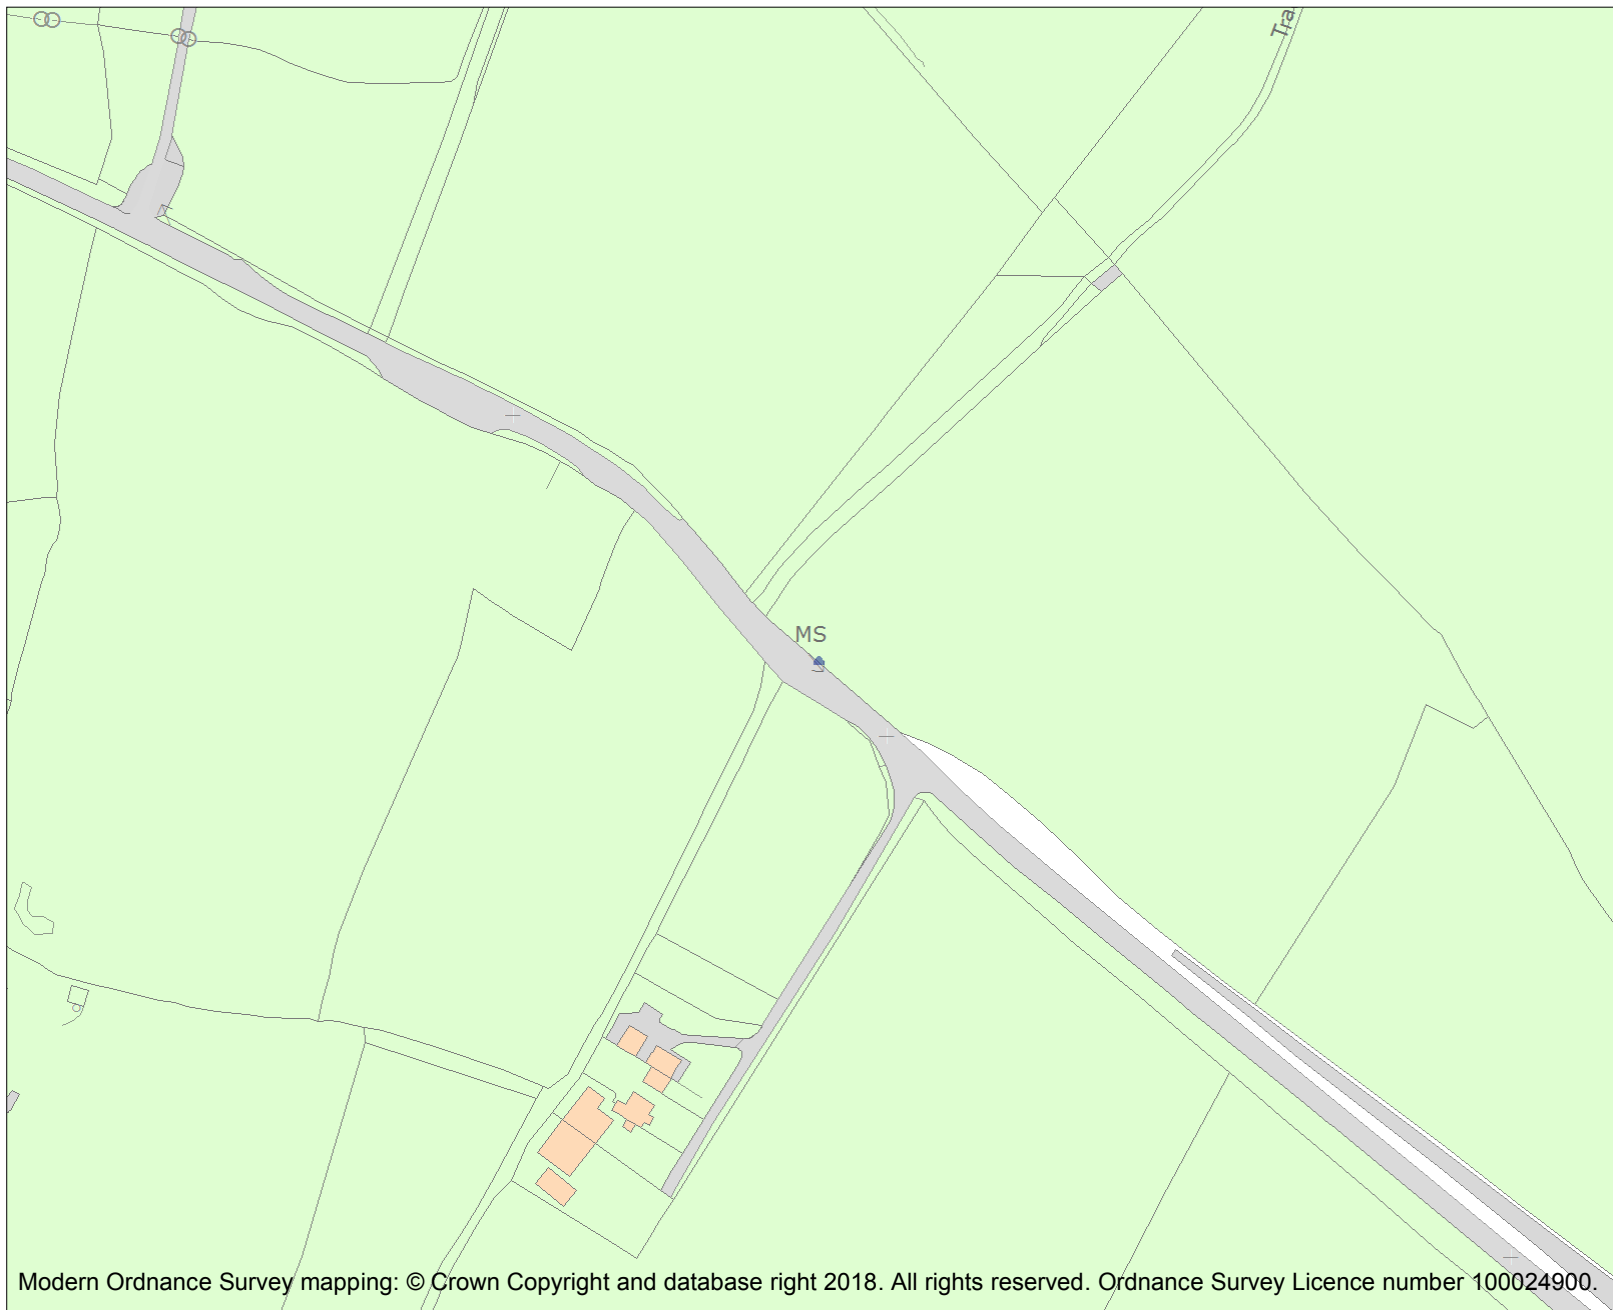 Tra
MS
Modern Ordnance Survey mapping: © Crown Copyright and database right 2018. All rights reserved. Ordnance Survey Licence number 100024900.